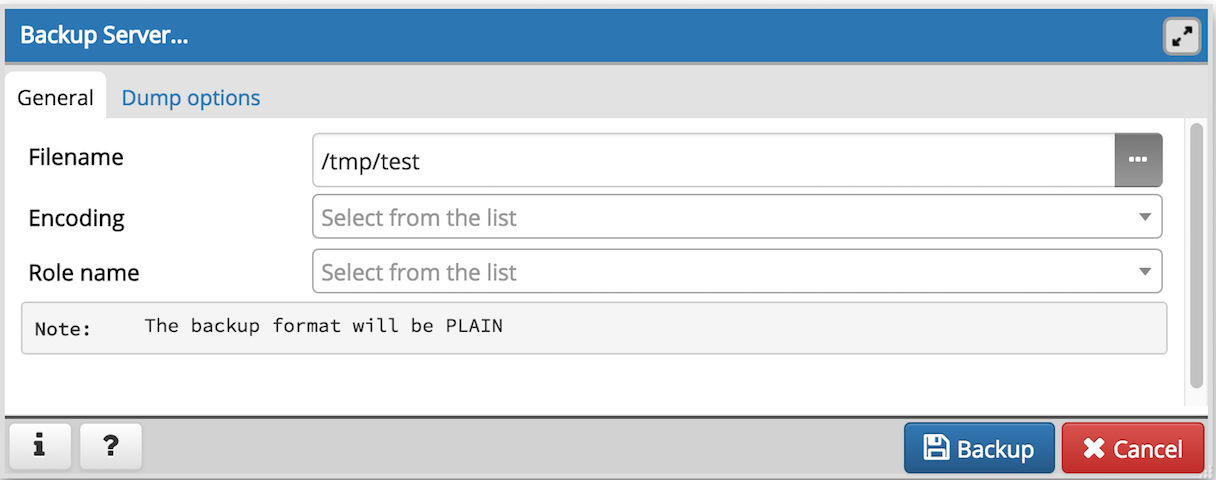 Backup Server...
General Dump options
Filename /tmp/test
Encoding Select from the list
Role name Select from the list
Note: The backup format will be PLAIN
i ? Backup Cancel